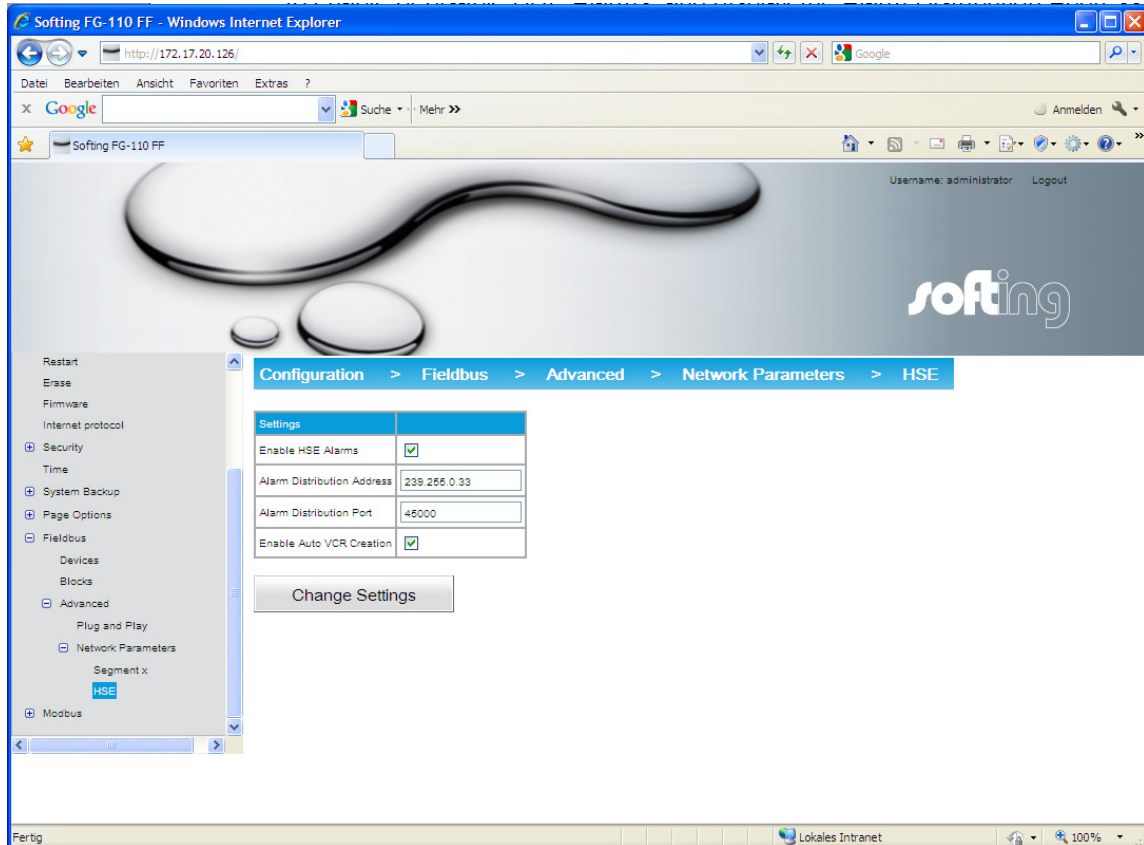 Softing FG-110 FF - Windows Internet Explorer
http://172.17.20.126/
Google
Datei Bearbeiten Ansicht Favoriten Extras ?
x Google Suche Mehr >> Anmelden
Softing FG-110 FF
Username: administrator Logout
softing
Restart
Erase
Firmware
Internet protocol
Security
Time
System Backup
Page Options
Fieldbus
Devices
Blocks
Advanced
Plug and Play
Network Parameters
Segment x
HSE
Modbus
Configuration > Fieldbus > Advanced > Network Parameters > HSE
Settings
Enable HSE Alarms
Alarm Distribution Address 239.255.0.33
Alarm Distribution Port 45000
Enable Auto VCR Creation
Change Settings
Fertig Lokales Intranet 100%